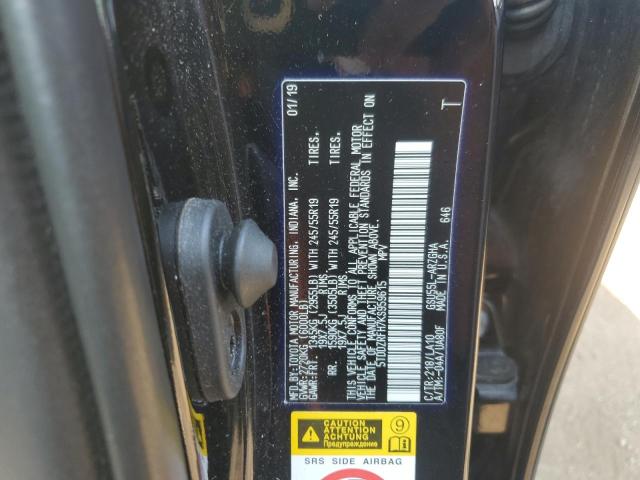 MFD.BY:TOYOTA MOTOR MANUFACTURING, INDIANA, INC. 01/19
GVWR:2720KG(6000LB)
GAWR:FRT. 1345KG(2955LB) WITH 245/55R19 TIRES,
19X7.5J RIMS
RR. 1590KG(3505LB) WITH 245/55R19 TIRES,
19X7.5J RIMS
THIS VEHICLE CONFORMS TO ALL APPLICABLE FEDERAL MOTOR
VEHICLE SAFETY AND THEFT PREVENTION STANDARDS IN EFFECT ON
THE DATE OF MANUFACTURE SHOWN ABOVE.
5TDDZRFH7KS959615 MPV
C/TR:218/LA10 GSU55L-ARZGHA 646 T
A/TM:-04A/UA80F MADE IN U.S.A.
CAUTION
ATTENTION
ACHTUNG
Предупреждение
SRS SIDE AIRBAG